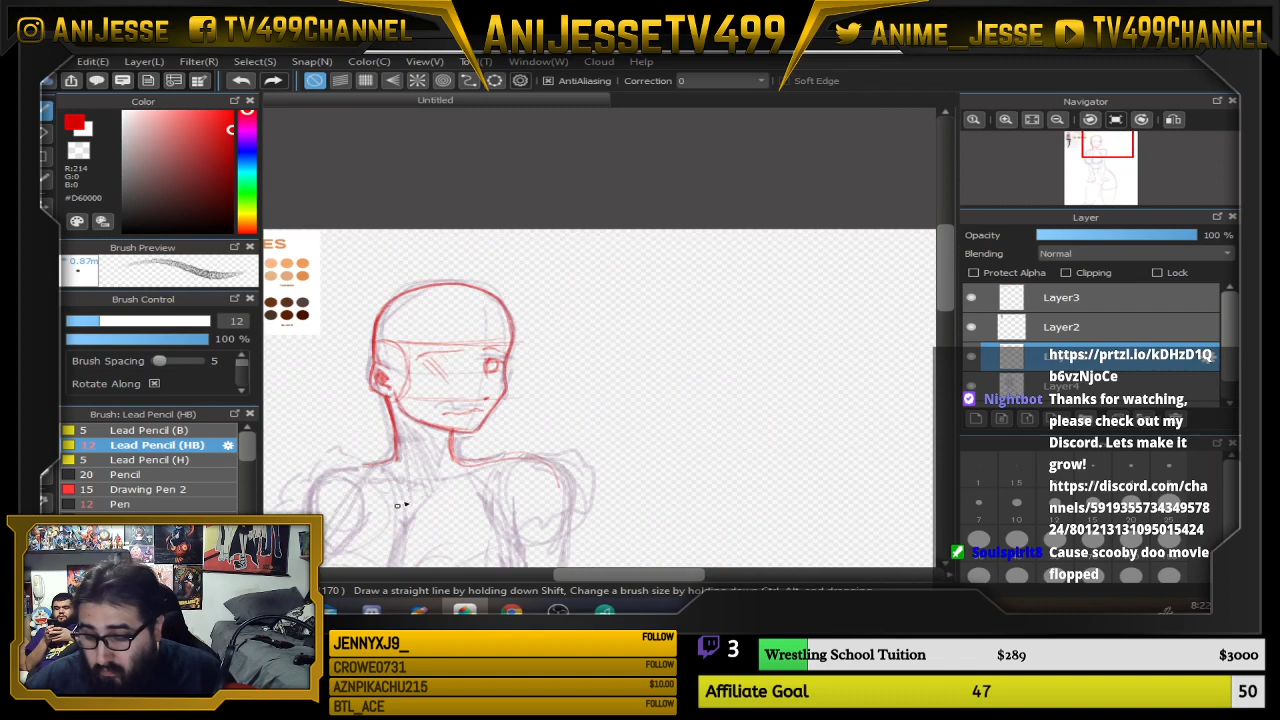 AniJesse TV499Channel
AniJesseTV499
Anime_Jesse TV499Channel
Edit(E) Layer(L) Filter(R) Select(S) Snap(N) Color(C) View(V) Window(W) Cloud Help
AntiAliasing Correction 0 Soft Edge
Untitled
Color
R:214
G:0
B:0
#D60000
Brush Preview
Brush Control
12
100 %
Brush Spacing 5
Rotate Along
Brush: Lead Pencil (HB)
5 Lead Pencil (B)
12 Lead Pencil (HB)
5 Lead Pencil (H)
20 Pencil
15 Drawing Pen 2
12 Pen
ES
Navigator
Layer
Opacity 100 %
Blending Normal
Protect Alpha Clipping Lock
Layer3
Layer2
Layer4
https://prtzl.io/kDHzD1Q
b6vzNjoCe
Nightbot Thanks for watching,
please check out my
Discord. Lets make it
grow!
https://discord.com/cha
nnels/5919355734349578
24/801213131095015424
Soulspirit8 Cause scooby doo movie
flopped
170 ) Draw a straight line by holding down Shift, Change a brush size by
8:22
JENNYXJ9_ FOLLOW
CROWE0731 FOLLOW
AZNPIKACHU215 $10.00
BTL_ACE FOLLOW
3
Wrestling School Tuition $289 $3000
Affiliate Goal 47 50